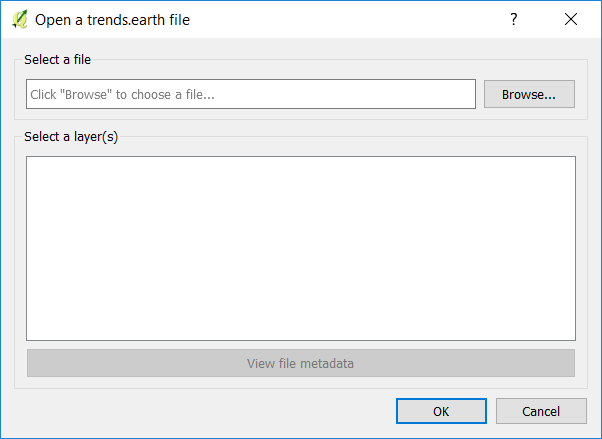 Open a trends.earth file
?
Select a file
Click "Browse" to choose a file...
Browse...
Select a layer(s)
View file metadata
OK
Cancel